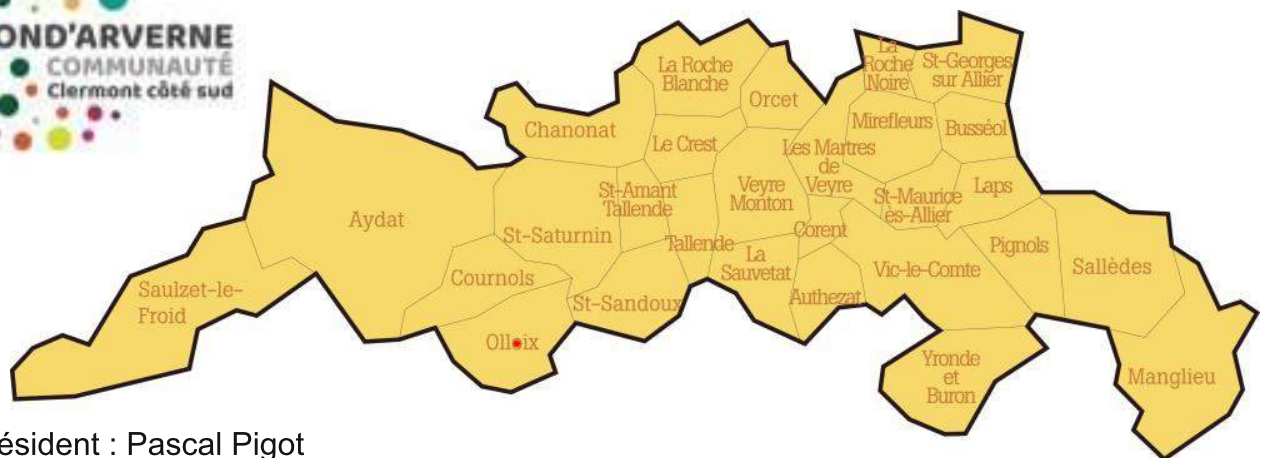 OND'ARVERNE
COMMUNAUTÉ
Clermont côté sud
La Roche
Blanche
Orcet
La
Roche
Noire
St-Georges
sur Allier
Chanonat
Le Crest
Mirefleurs
Busséol
Les Martres
de
Veyre
Aydat
St-Saturnin
St-Amant
Tallende
Veyre
Monton
St-Maurice
es-Allier
Laps
Tallende
Corent
Pignols
Sallèdes
Saulzet-le-
Froid
Cournols
St-Sandoux
La
Sauvetat
Authezat
Vic-le-Comte
Olloix
Yronde
et
Buron
Manglieu
ésident : Pascal Pigot